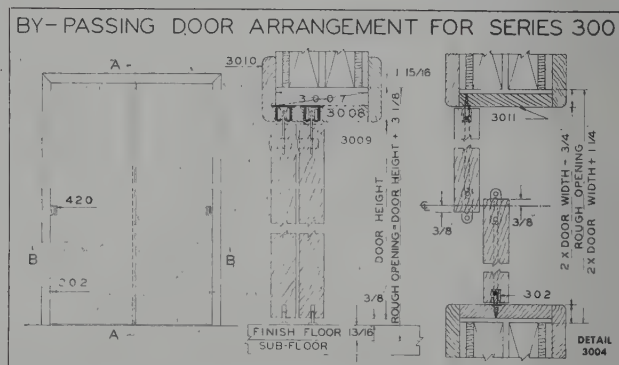 BY-PASSING DOOR ARRANGEMENT FOR SERIES 300
A
420
B
B
302
A
3010
1 15/16
3007
3008
3009
DOOR HEIGHT
ROUGH OPENING = DOOR HEIGHT + 3 1/8
3/8
FINISH FLOOR 13/16
SUB-FLOOR
3011
3/8
3/8
302
2 X DOOR WIDTH - 3/4
ROUGH OPENING
2 X DOOR WIDTH + 1 1/4
DETAIL
3004